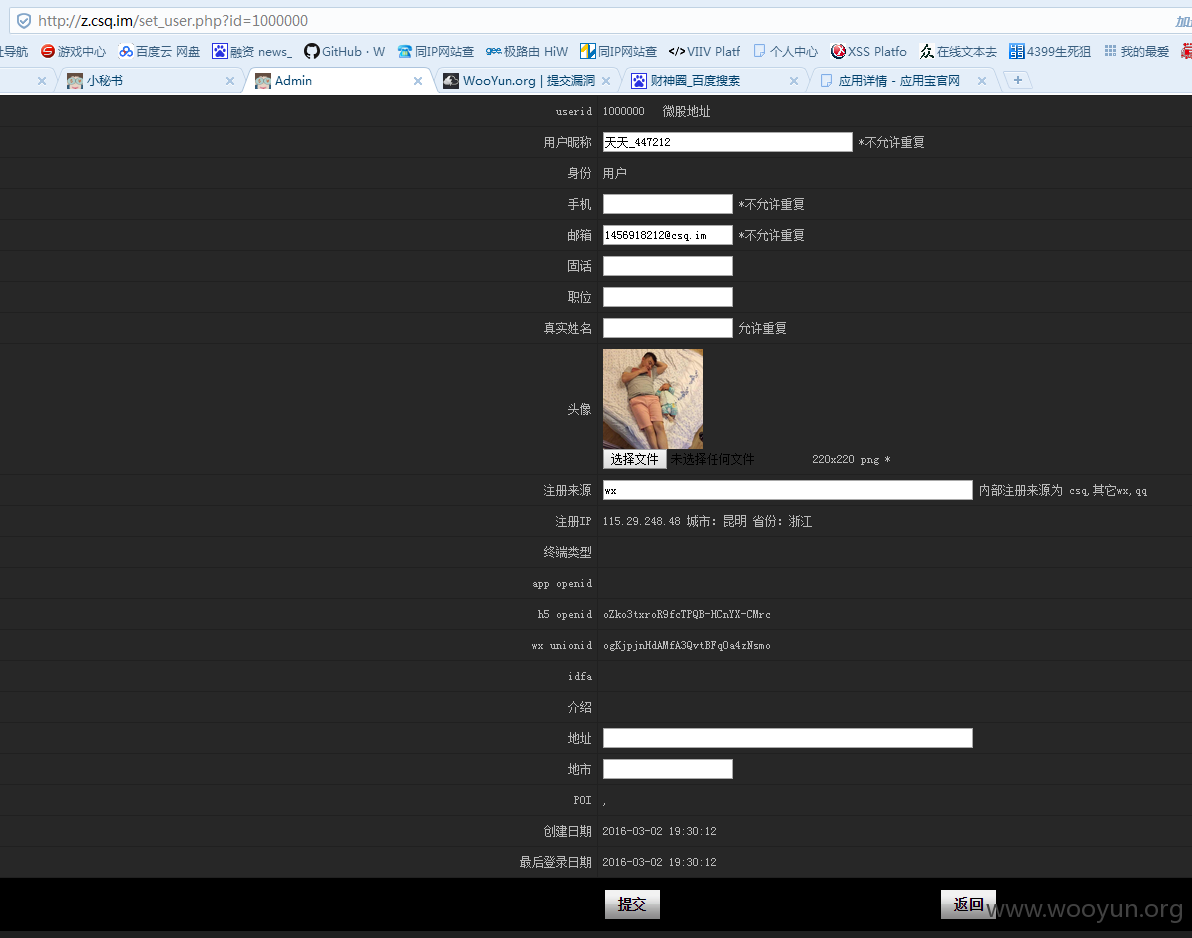 http://z.csq.im/set_user.php?id=1000000
址导航 游戏中心 百度云 网盘 融资 news_ GitHub · W 同IP网站查 极路由 HiW 同IP网站查 </>VIIV Platf 个人中心 XSS Platfo 在线文本去 4399生死狙 我的最爱
小秘书 Admin WooYun.org | 提交漏洞 财神圈_百度搜索 应用详情 - 应用宝官网
userid 1000000 微股地址
用户昵称 天天_447212 *不允许重复
身份 用户
手机 *不允许重复
邮箱 1456918212@csq.im *不允许重复
固话
职位
真实姓名 允许重复
头像
选择文件 未选择任何文件 220x220 png *
注册来源 wx 内部注册来源为 csq,其它wx,qq
注册IP 115.29.248.48 城市: 昆明 省份: 浙江
终端类型
app openid
h5 openid oZko3txroR9fcTPQB-HCnYX-CMrc
wx unionid ogKjpjnHdAMfA3QvtBFqOa4zNsmo
idfa
介绍
地址
地市
POI ,
创建日期 2016-03-02 19:30:12
最后登录日期 2016-03-02 19:30:12
提交 返回
www.wooyun.org